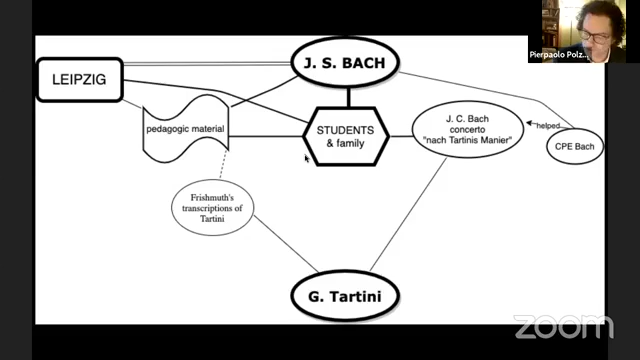 Pierpaolo Polz...
J. S. BACH
LEIPZIG
pedagogic material
STUDENTS
& family
J. C. Bach
concerto
"nach Tartinis Manier"
helped
CPE Bach
Frishmuth's
transcriptions of
Tartini
G. Tartini
zoom